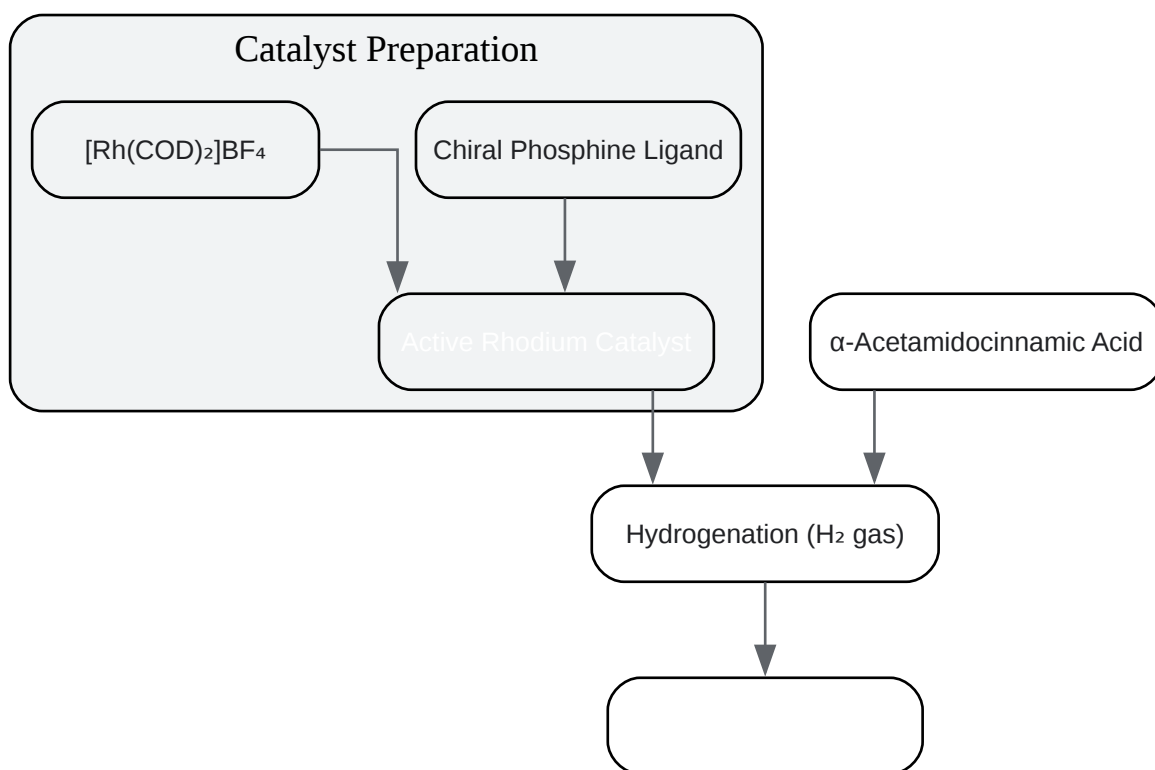 Catalyst Preparation
[Rh(COD)₂]BF₄
Chiral Phosphine Ligand
Active Rhodium Catalyst
α-Acetamidocinnamic Acid
Hydrogenation (H₂ gas)